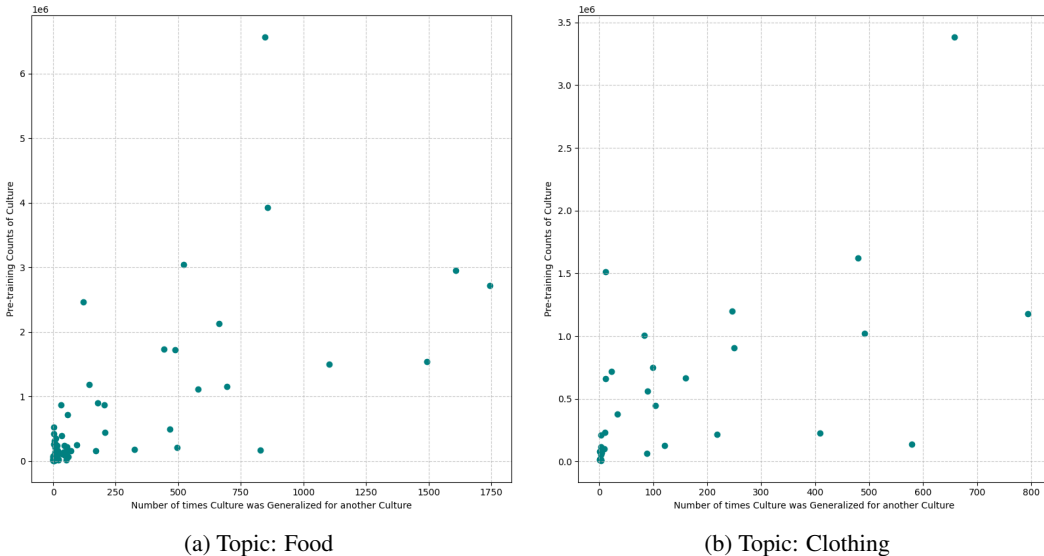 1e6
6
5
4
3
2
1
0
Pre-training Counts of Culture
0 250 500 750 1000 1250 1500 1750
Number of times Culture was Generalized for another Culture
(a) Topic: Food
1e6
3.5
3.0
2.5
2.0
1.5
1.0
0.5
0.0
Pre-training Counts of Culture
0 100 200 300 400 500 600 700 800
Number of times Culture was Generalized for another Culture
(b) Topic: Clothing